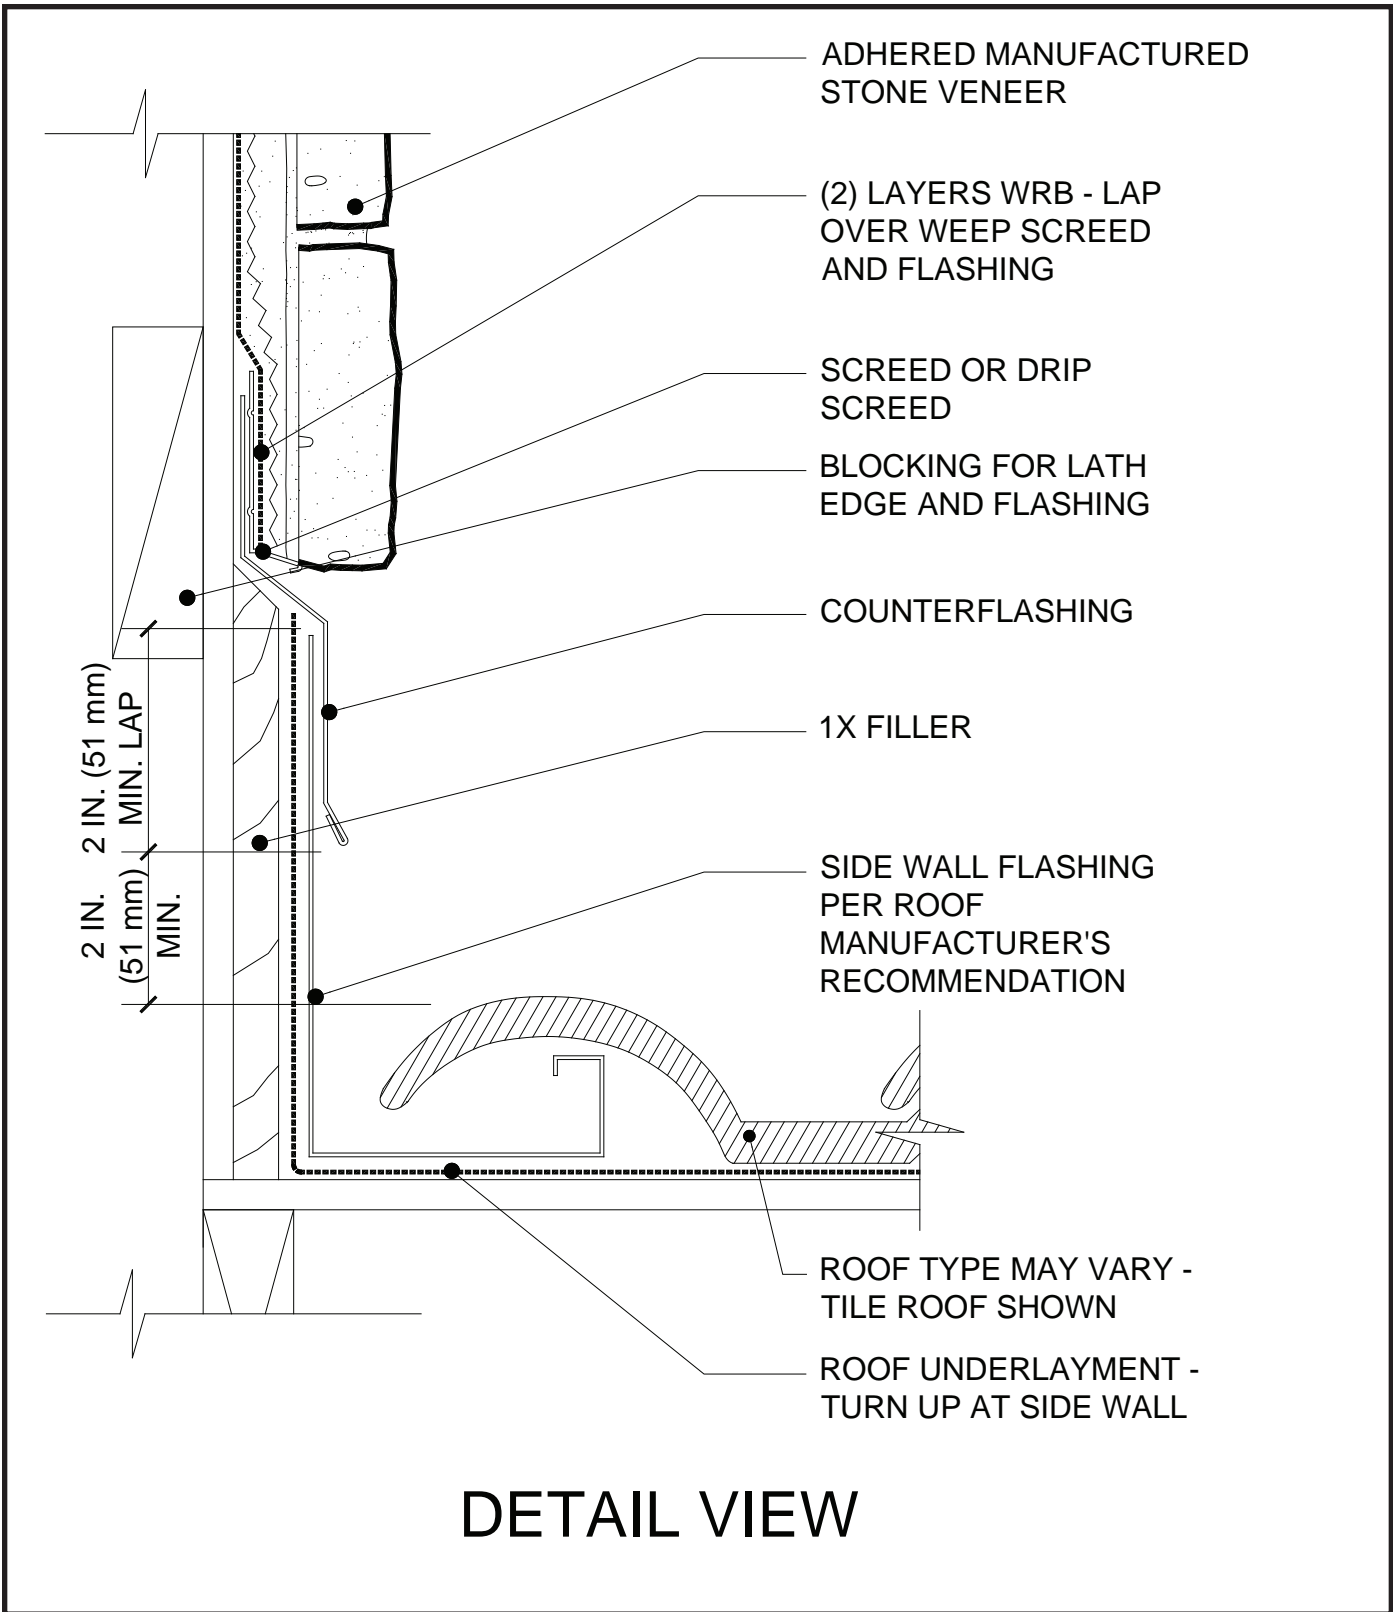 ADHERED MANUFACTURED
STONE VENEER
(2) LAYERS WRB - LAP
OVER WEEP SCREED
AND FLASHING
SCREED OR DRIP
SCREED
BLOCKING FOR LATH
EDGE AND FLASHING
COUNTERFLASHING
1X FILLER
SIDE WALL FLASHING
PER ROOF
MANUFACTURER'S
RECOMMENDATION
ROOF TYPE MAY VARY -
TILE ROOF SHOWN
ROOF UNDERLAYMENT -
TURN UP AT SIDE WALL
2 IN. (51 mm)
MIN. LAP
2 IN.
(51 mm)
MIN.
DETAIL VIEW